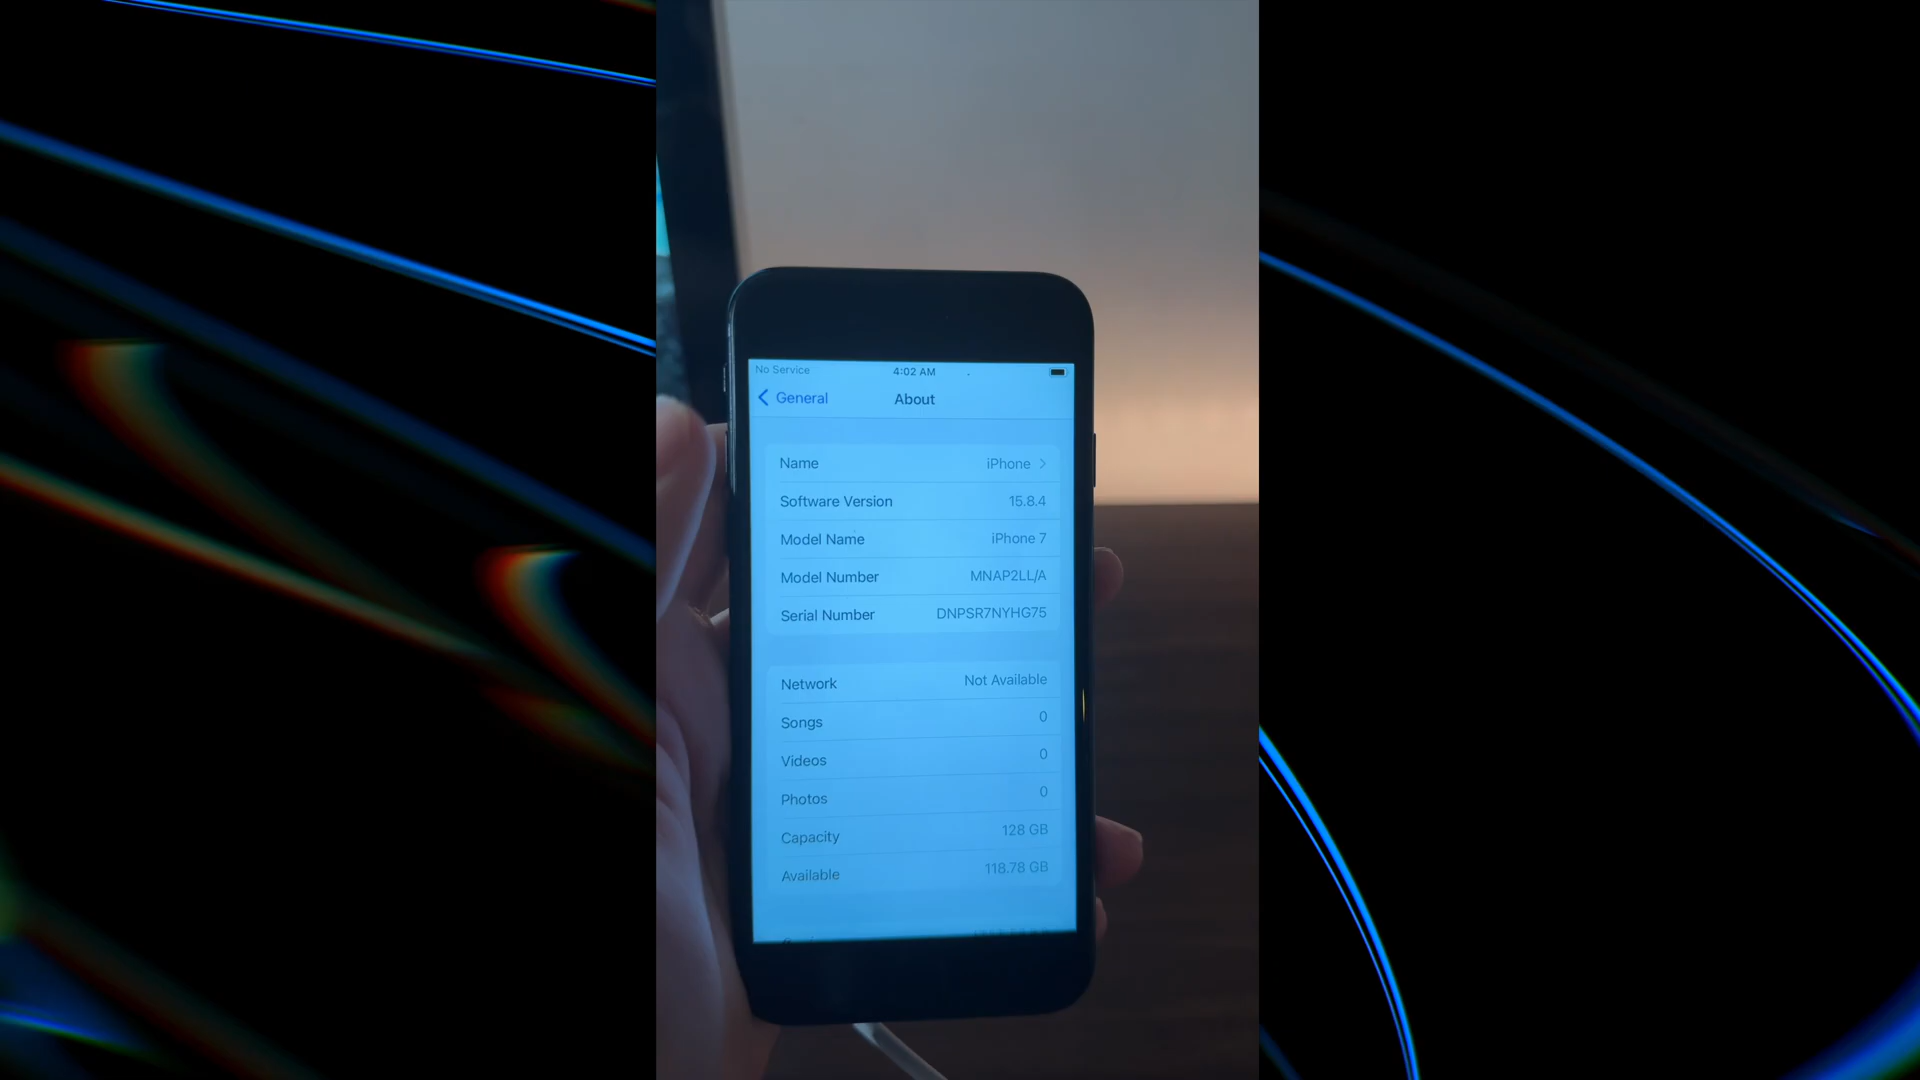 No Service 4:02 AM
General About
Name iPhone
Software Version 15.8.4
Model Name iPhone 7
Model Number MNAP2LL/A
Serial Number DNPSR7NYHG75
Network Not Available
Songs 0
Videos 0
Photos 0
Capacity 128 GB
Available 118.78 GB